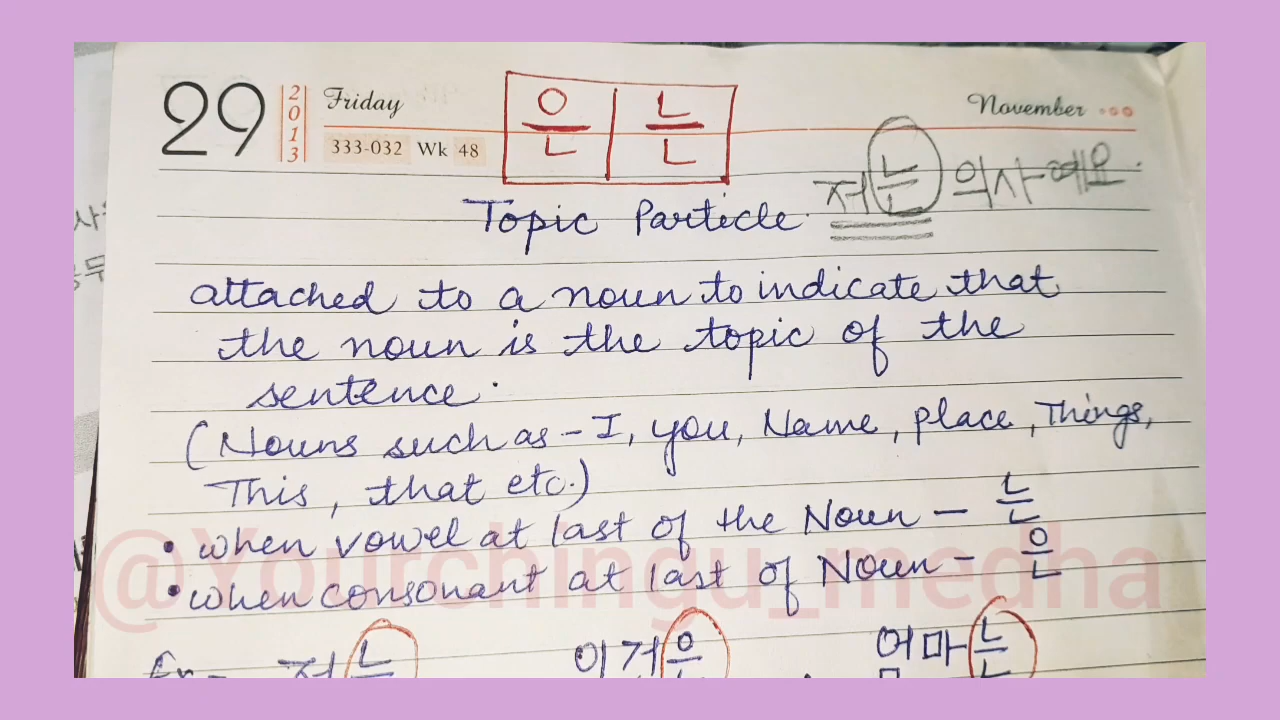 29 2013 Friday 은 | 는 November
333-032 Wk 48
저는 의사예요.
Topic Particle
attached to a noun to indicate that
the noun is the topic of the
sentence.
(Nouns such as - I, you, Name, place, Things,
This, that etc.)
• when vowel at last of the Noun - 는
• when consonant at last of Noun - 은
@Yourchingu_medha
저는 이거은